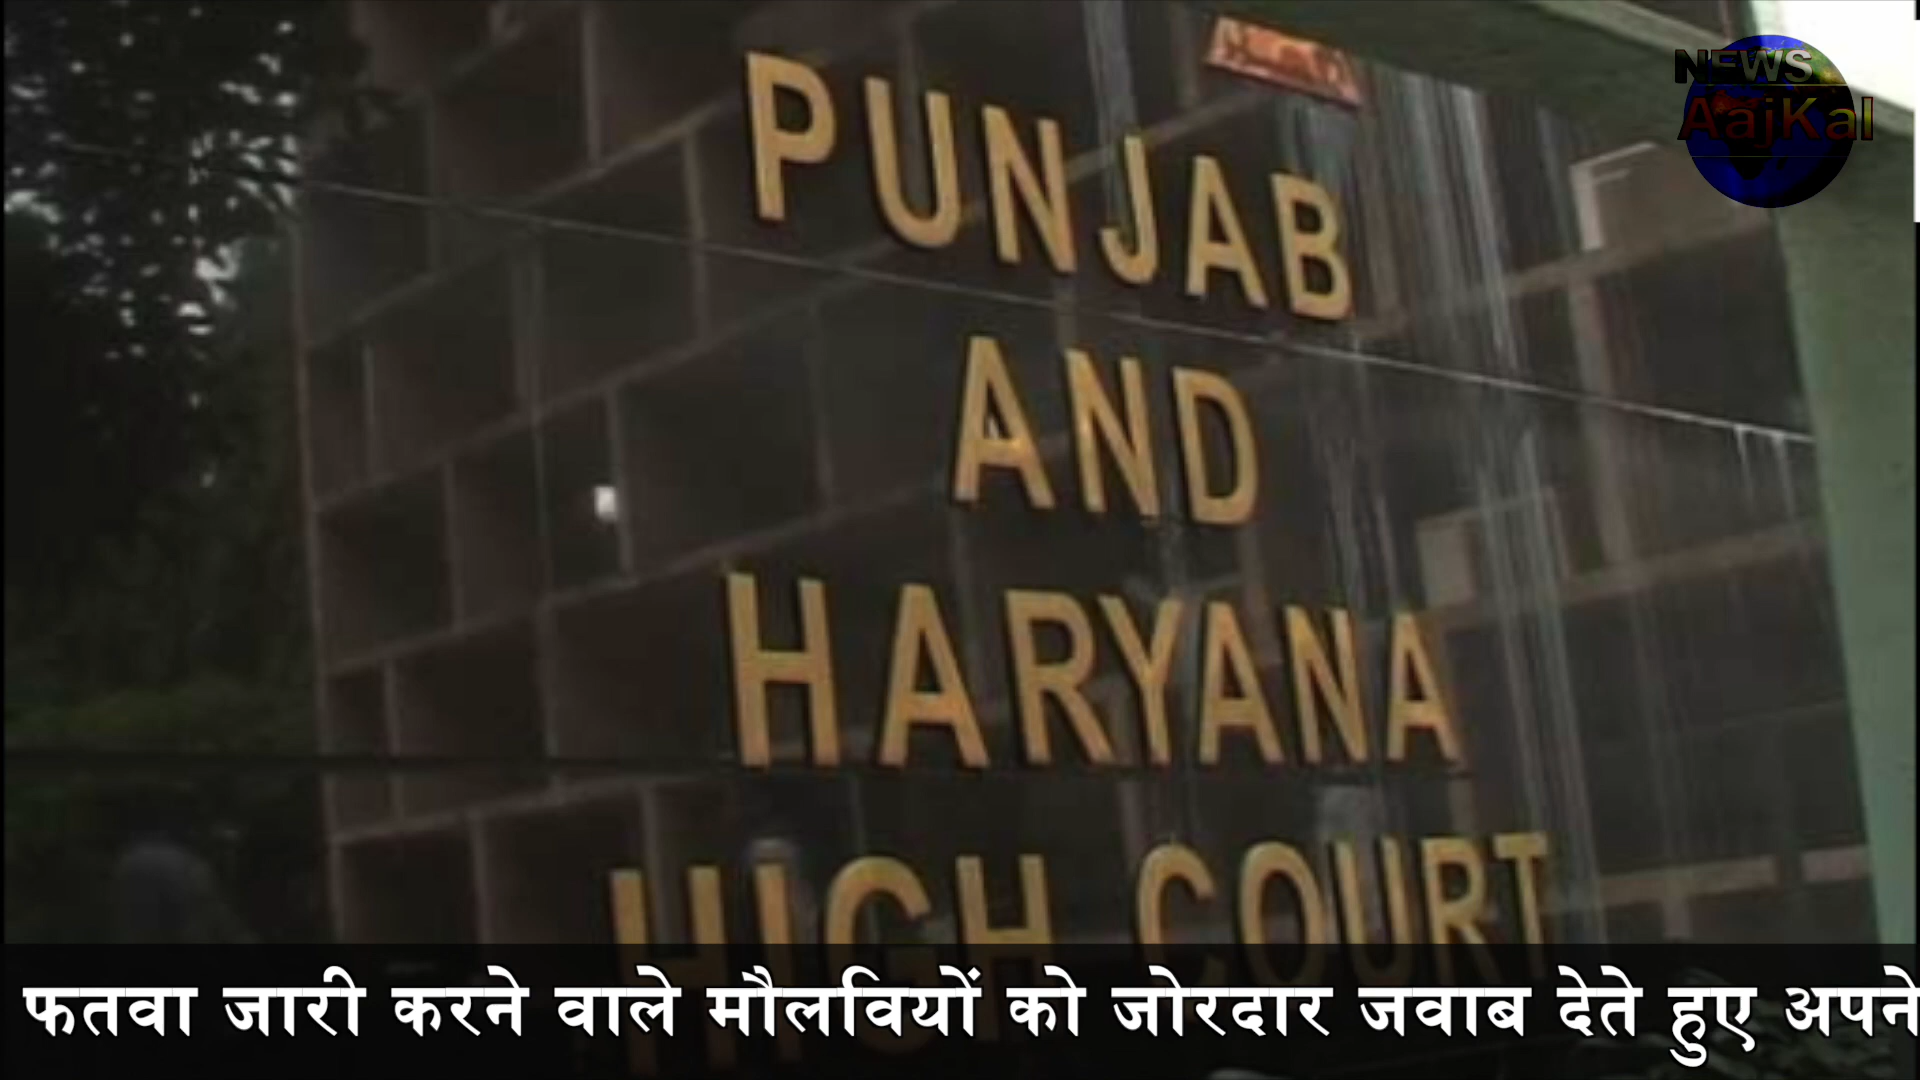 NEWS
AajKal
PUNJAB
AND
HARYANA
HIGH COURT
फतवा जारी करने वाले मौलवियों को जोरदार जवाब देते हुए अपने